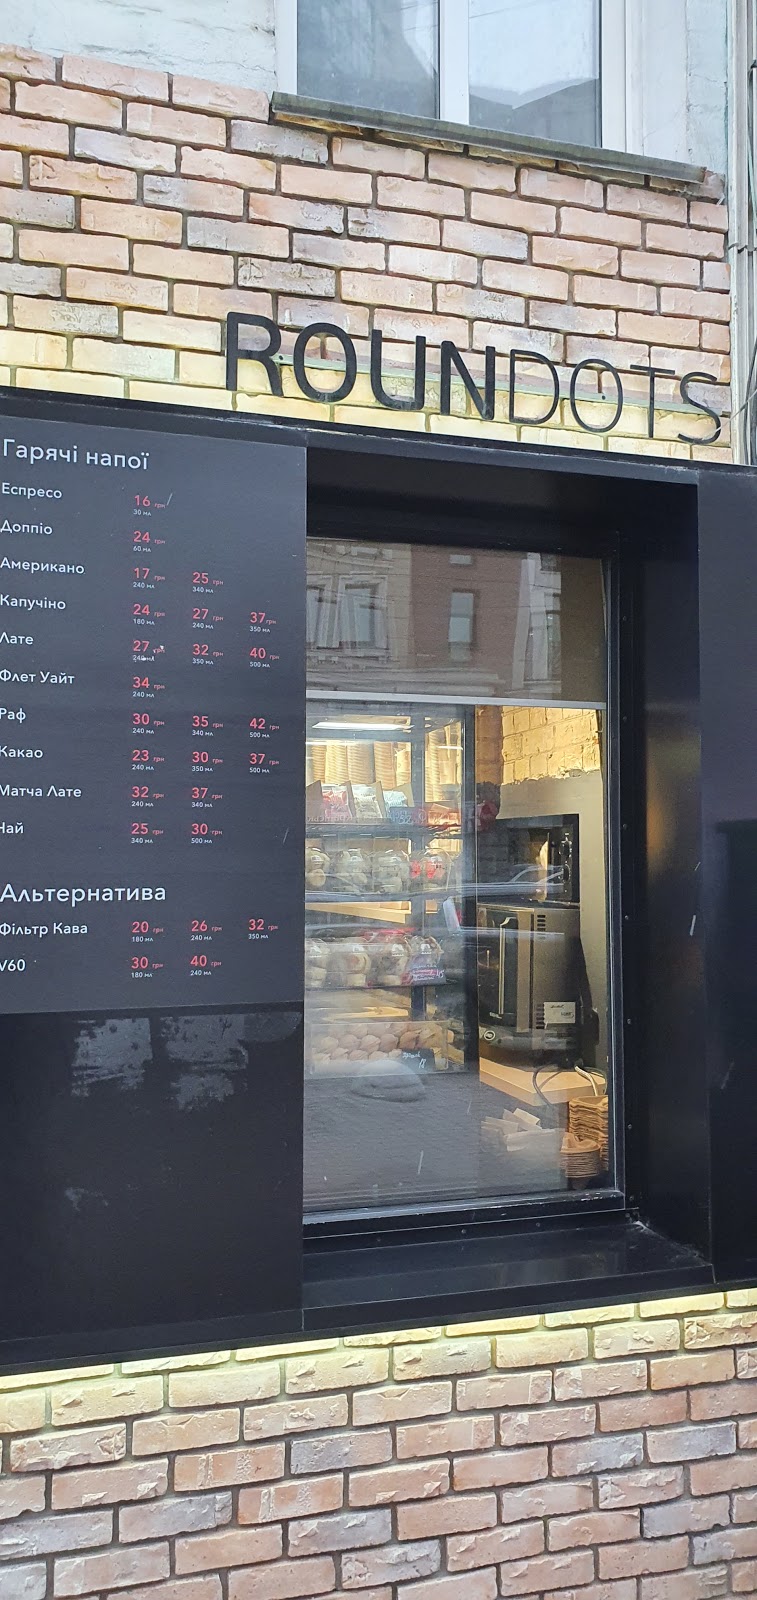 ROUNDOTS
Гарячі напої
Еспресо 16 грн
30 мл
Доппіо 24 грн
60 мл
Американо 17 грн 25 грн
240 мл 340 мл
Капучіно 24 грн 27 грн 37 грн
180 мл 240 мл 350 мл
Лате 27 грн 32 грн 40 грн
240 мл 350 мл 500 мл
Флет Уайт 34 грн
240 мл
Раф 30 грн 35 грн 42 грн
240 мл 340 мл 500 мл
Какао 23 грн 30 грн 37 грн
240 мл 350 мл 500 мл
Матча Лате 32 грн 37 грн
240 мл 340 мл
Чай 25 грн 30 грн
340 мл 500 мл
Альтернатива
Фільтр Кава 20 грн 26 грн 32 грн
180 мл 240 мл 350 мл
V60 30 грн 40 грн
180 мл 240 мл